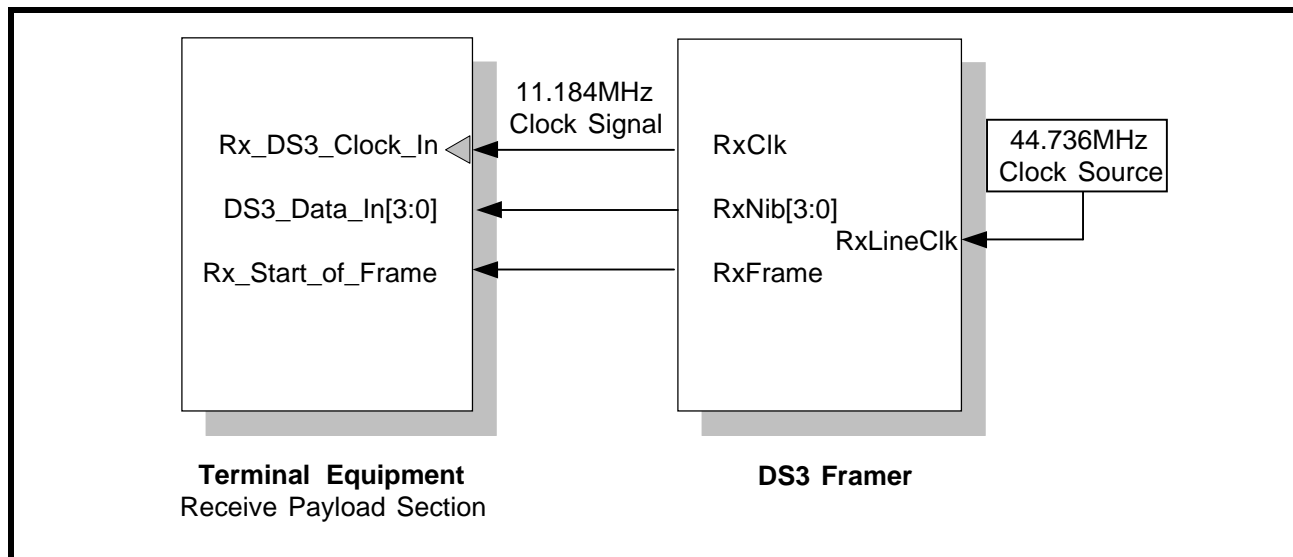 11.184MHz
Clock Signal
Rx_DS3_Clock_In
RxClk
44.736MHz
Clock Source
DS3_Data_In[3:0]
RxNib[3:0]
RxLineClk
Rx_Start_of_Frame
RxFrame
Terminal Equipment
Receive Payload Section
DS3 Framer